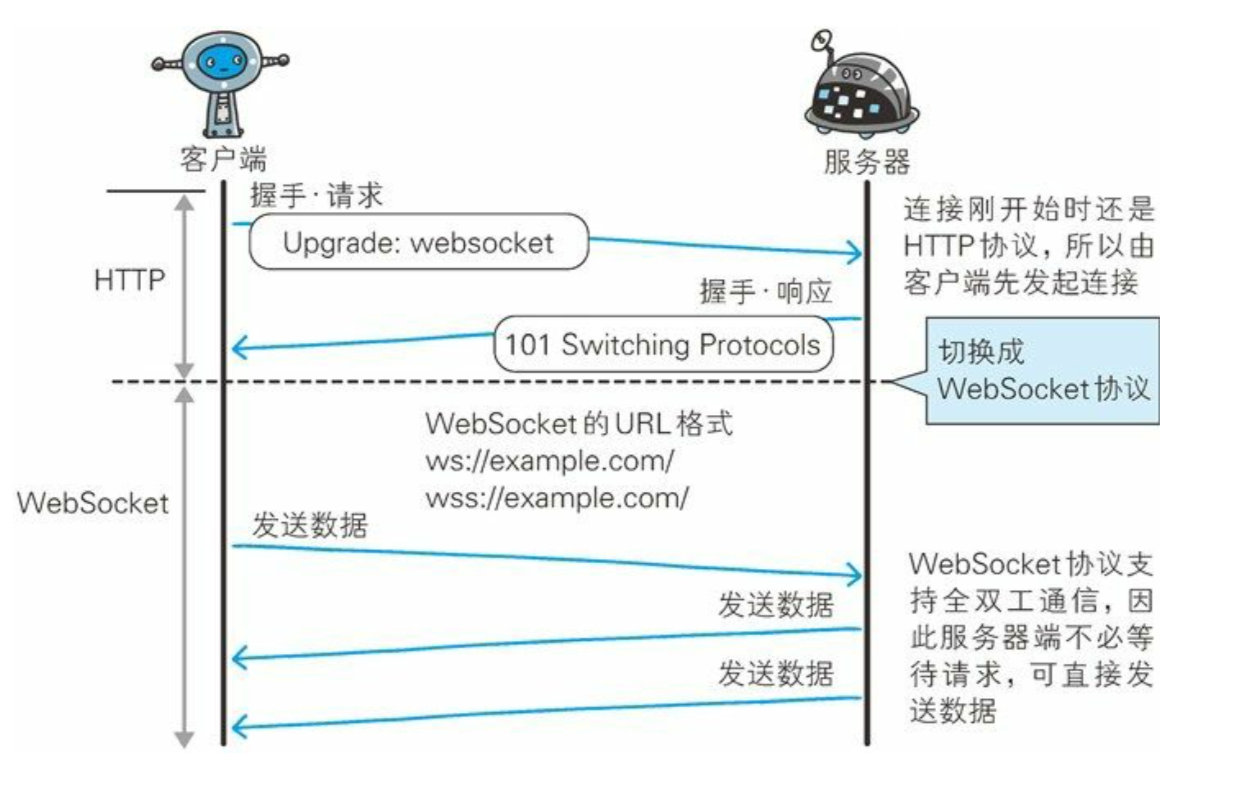 客户端
服务器
握手·请求
Upgrade: websocket
连接刚开始时还是
HTTP协议，所以由
客户端先发起连接
HTTP
握手·响应
101 Switching Protocols
切换成
WebSocket协议
WebSocket的URL格式
ws://example.com/
wss://example.com/
WebSocket
发送数据
发送数据
发送数据
WebSocket协议支
持全双工通信，因
此服务器端不必等
待请求，可直接发
送数据